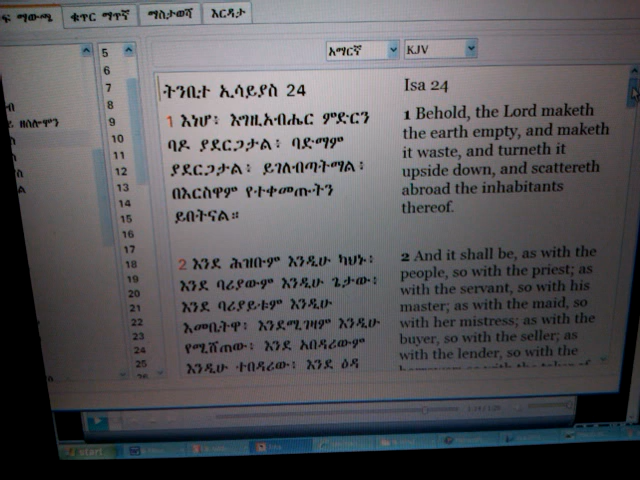 ቁጥር ማጥኛ
ማስታወሻ
እርዳታ
አማርኛ
KJV
5
6
7
8
9
10
11
12
13
14
15
16
17
18
19
20
21
22
23
24
25
ትንቢተ ኢሳይያስ 24
1 እነሆ፥ እግዚአብሔር ምድርን
ባዶ ያደርጋታል፥ ባድማም
ያደርጋታል፥ ይገለብጣትማል፥
በእርስዋም የተቀመጡትን
ይበትናል።
2 እንደ ሕዝቡም እንዲሁ ካህኑ፥
እንደ ባሪያውም እንዲሁ ጌታው፥
እንደ ባሪያይቱም እንዲሁ
እመቤትዋ፥ እንደሚገዛም እንዲሁ
የሚሸጠው፥ እንደ አበዳሪውም
እንዲሁ ተበዳሪው፥ እንደ ዕዳ
Isa 24
1 Behold, the Lord maketh
the earth empty, and maketh
it waste, and turneth it
upside down, and scattereth
abroad the inhabitants
thereof.
2 And it shall be, as with the
people, so with the priest; as
with the servant, so with his
master; as with the maid, so
with her mistress; as with the
buyer, so with the seller; as
with the lender, so with the
start